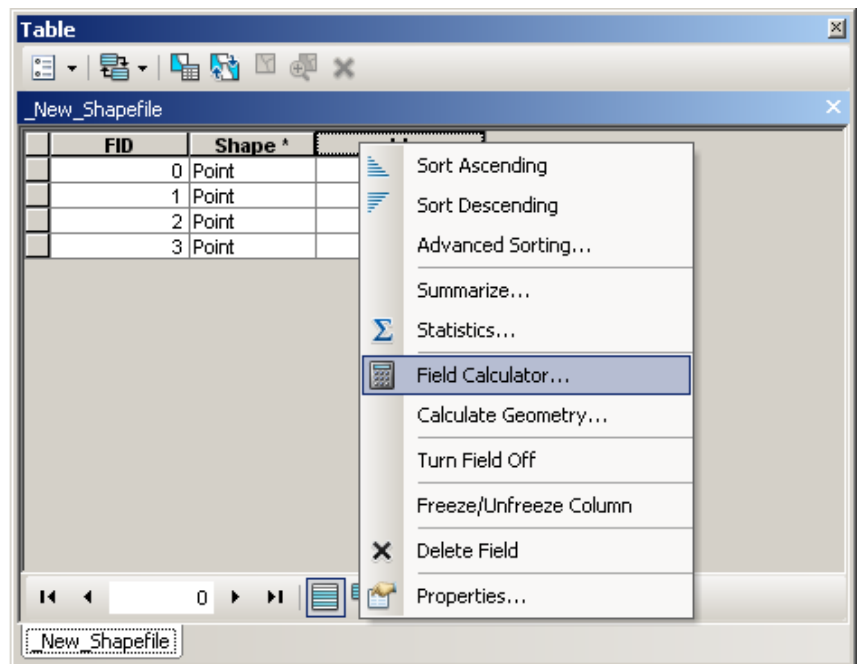 Table
_New_Shapefile
FID Shape *
0 Point
1 Point
2 Point
3 Point
Sort Ascending
Sort Descending
Advanced Sorting...
Summarize...
Statistics...
Field Calculator...
Calculate Geometry...
Turn Field Off
Freeze/Unfreeze Column
Delete Field
Properties...
0
_New_Shapefile